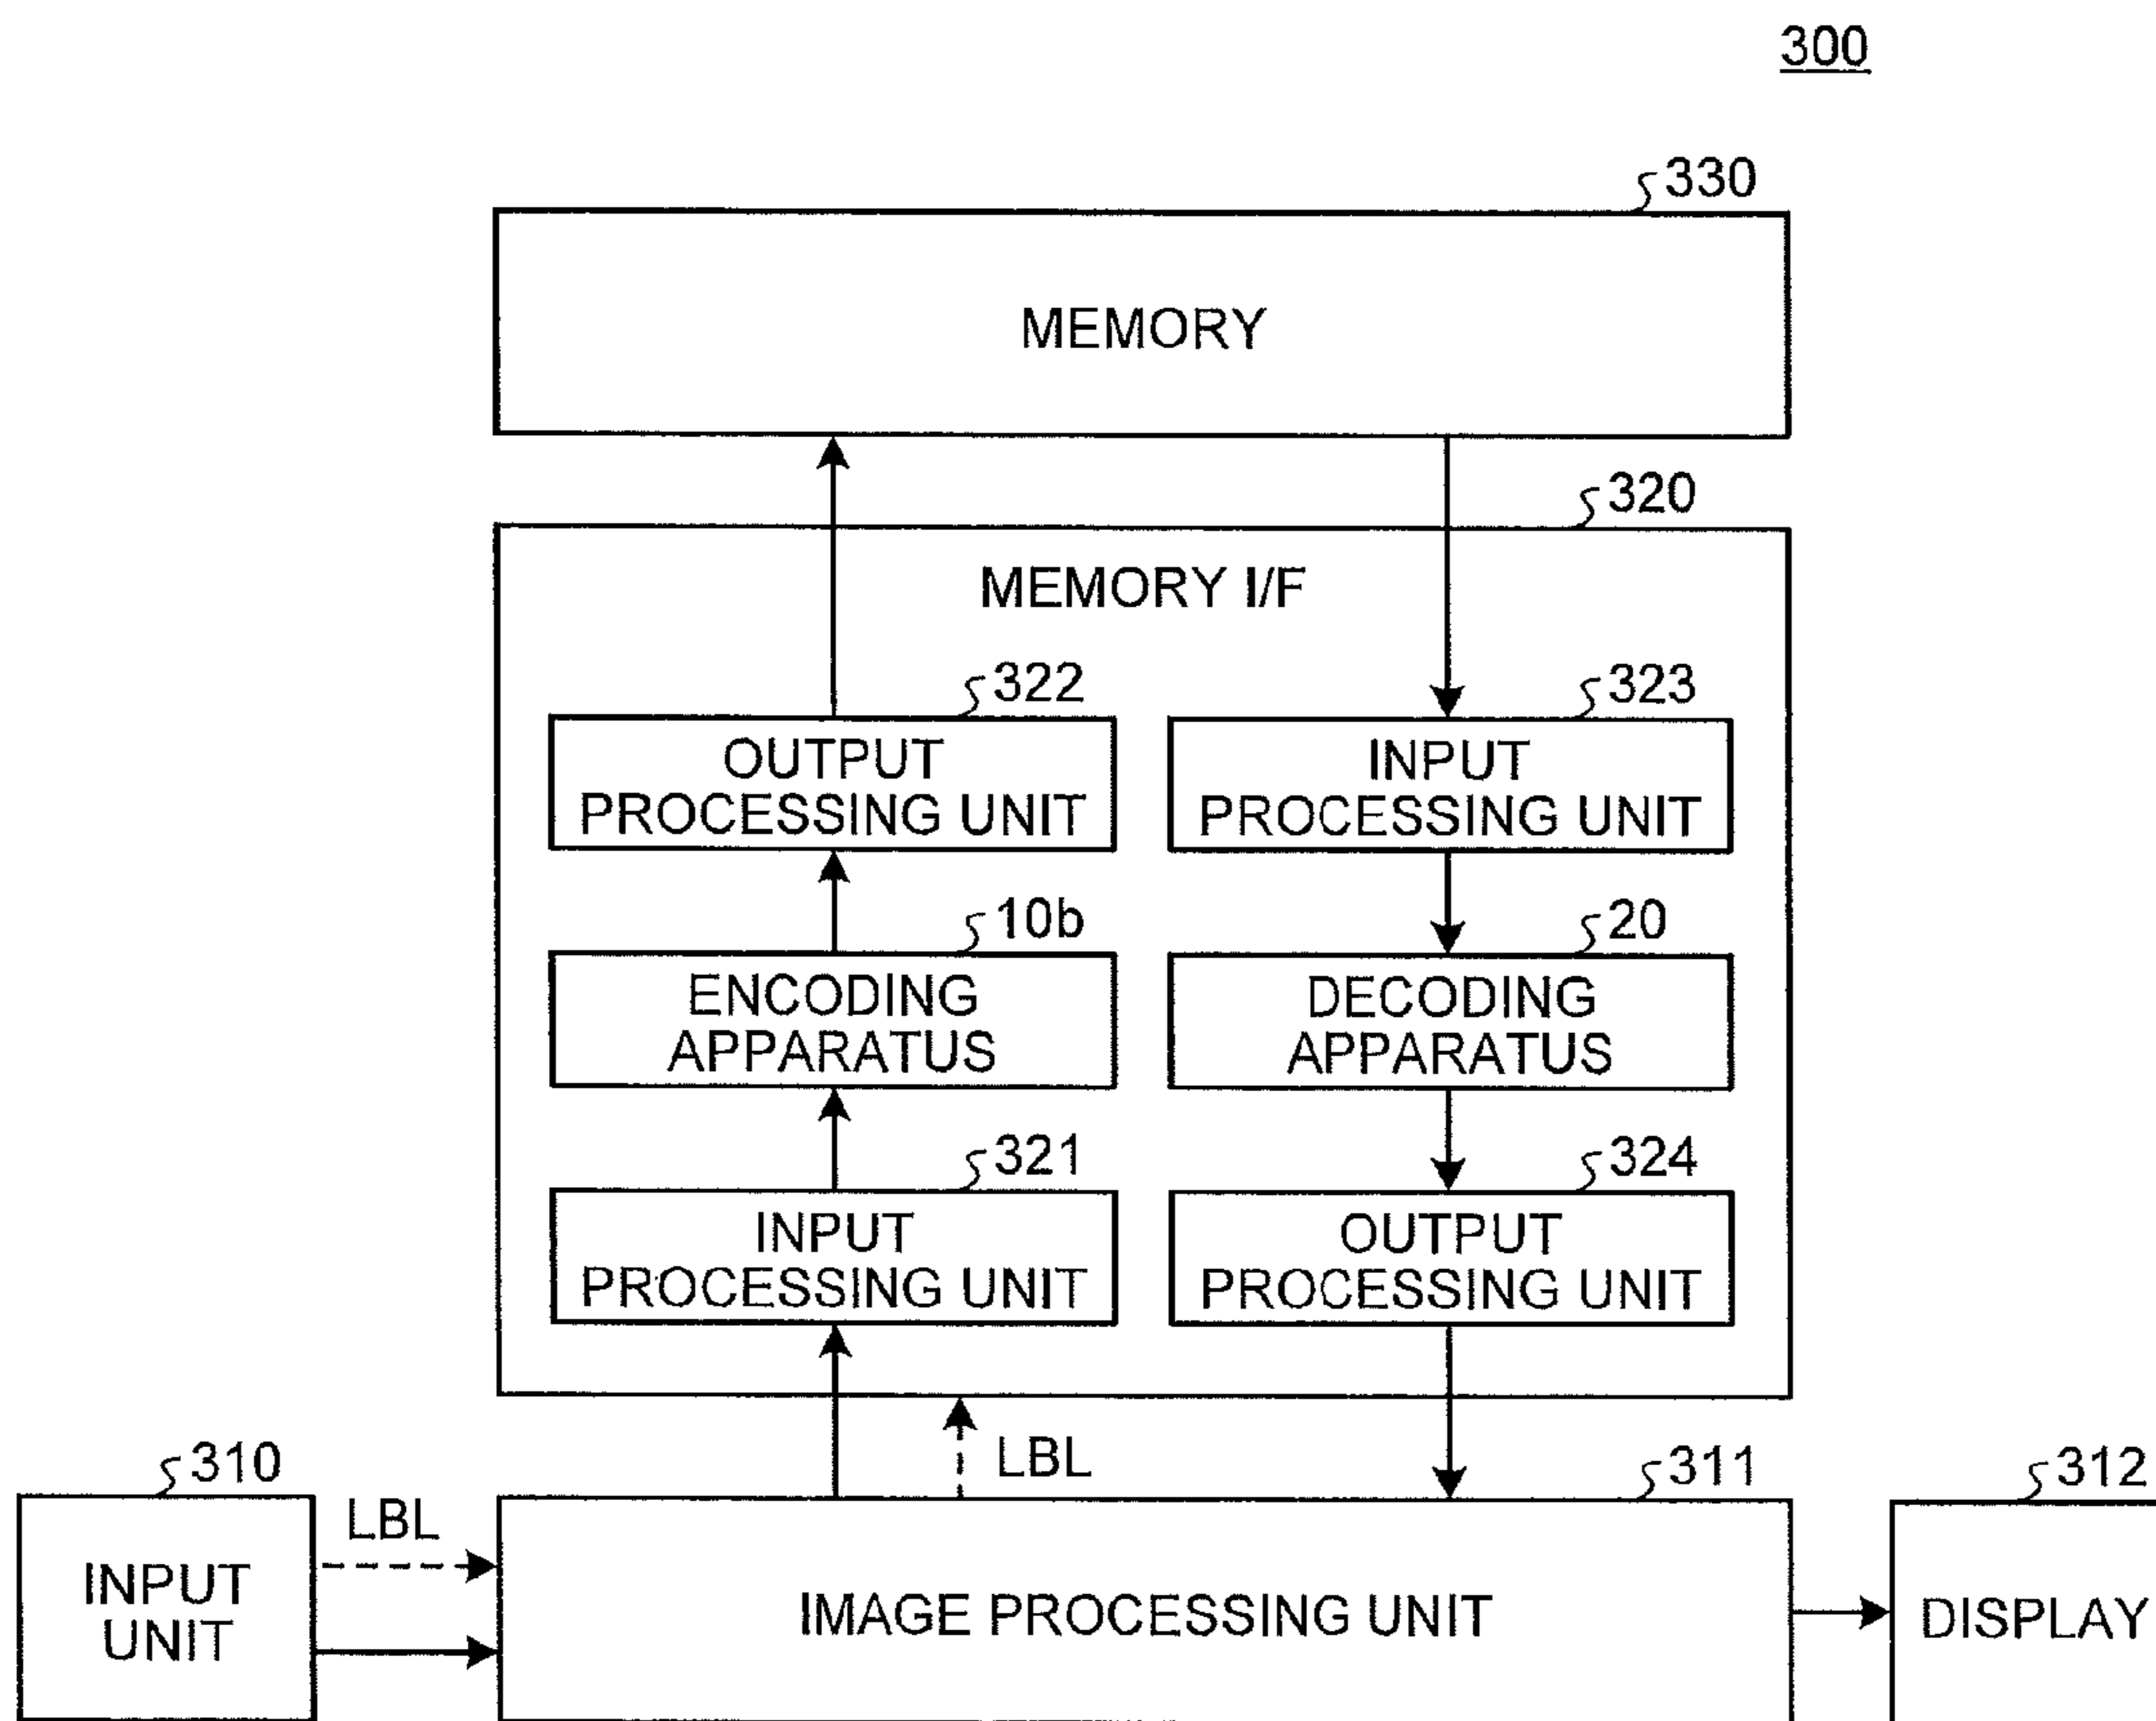 300
330
MEMORY
320
MEMORY I/F
322
323
OUTPUT
PROCESSING UNIT
INPUT
PROCESSING UNIT
10b
20
ENCODING
APPARATUS
DECODING
APPARATUS
321
324
INPUT
PROCESSING UNIT
OUTPUT
PROCESSING UNIT
LBL
310
311
312
LBL
INPUT
UNIT
IMAGE PROCESSING UNIT
DISPLAY